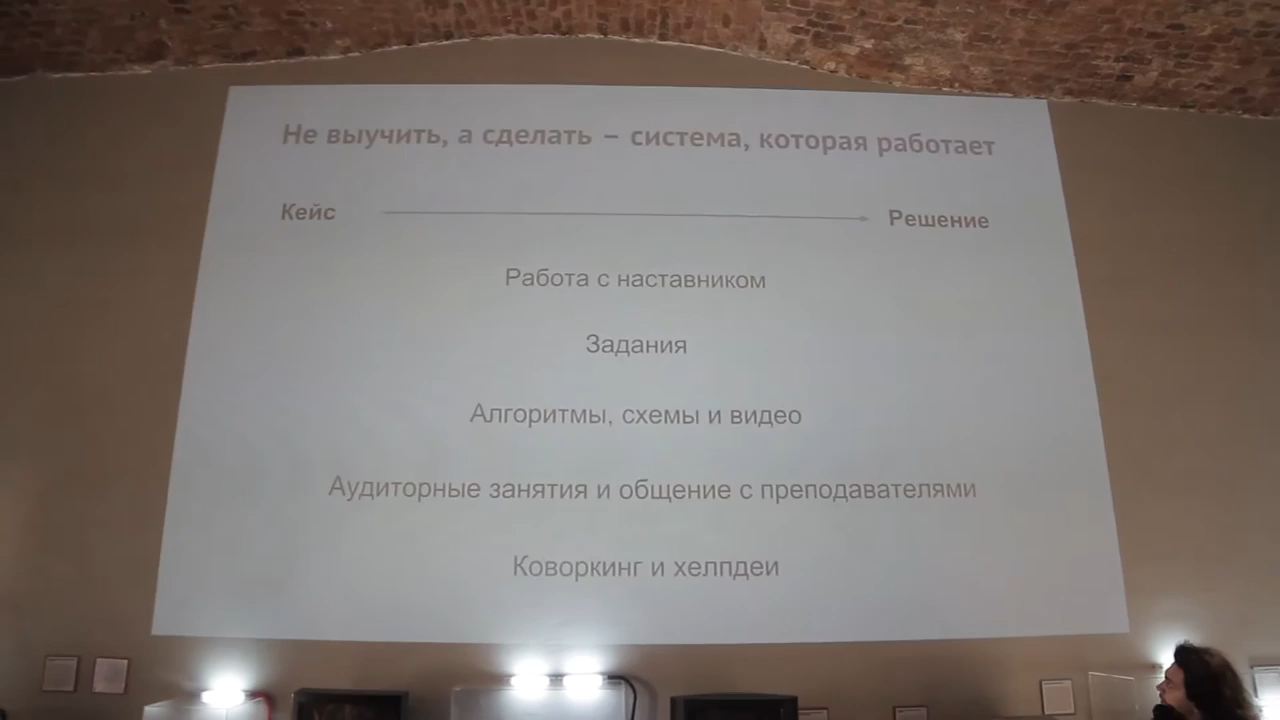 Не выучить, а сделать – система, которая работает
Кейс
Решение
Работа с наставником
Задания
Алгоритмы, схемы и видео
Аудиторные занятия и общение с преподавателями
Коворкинг и хелпдеи